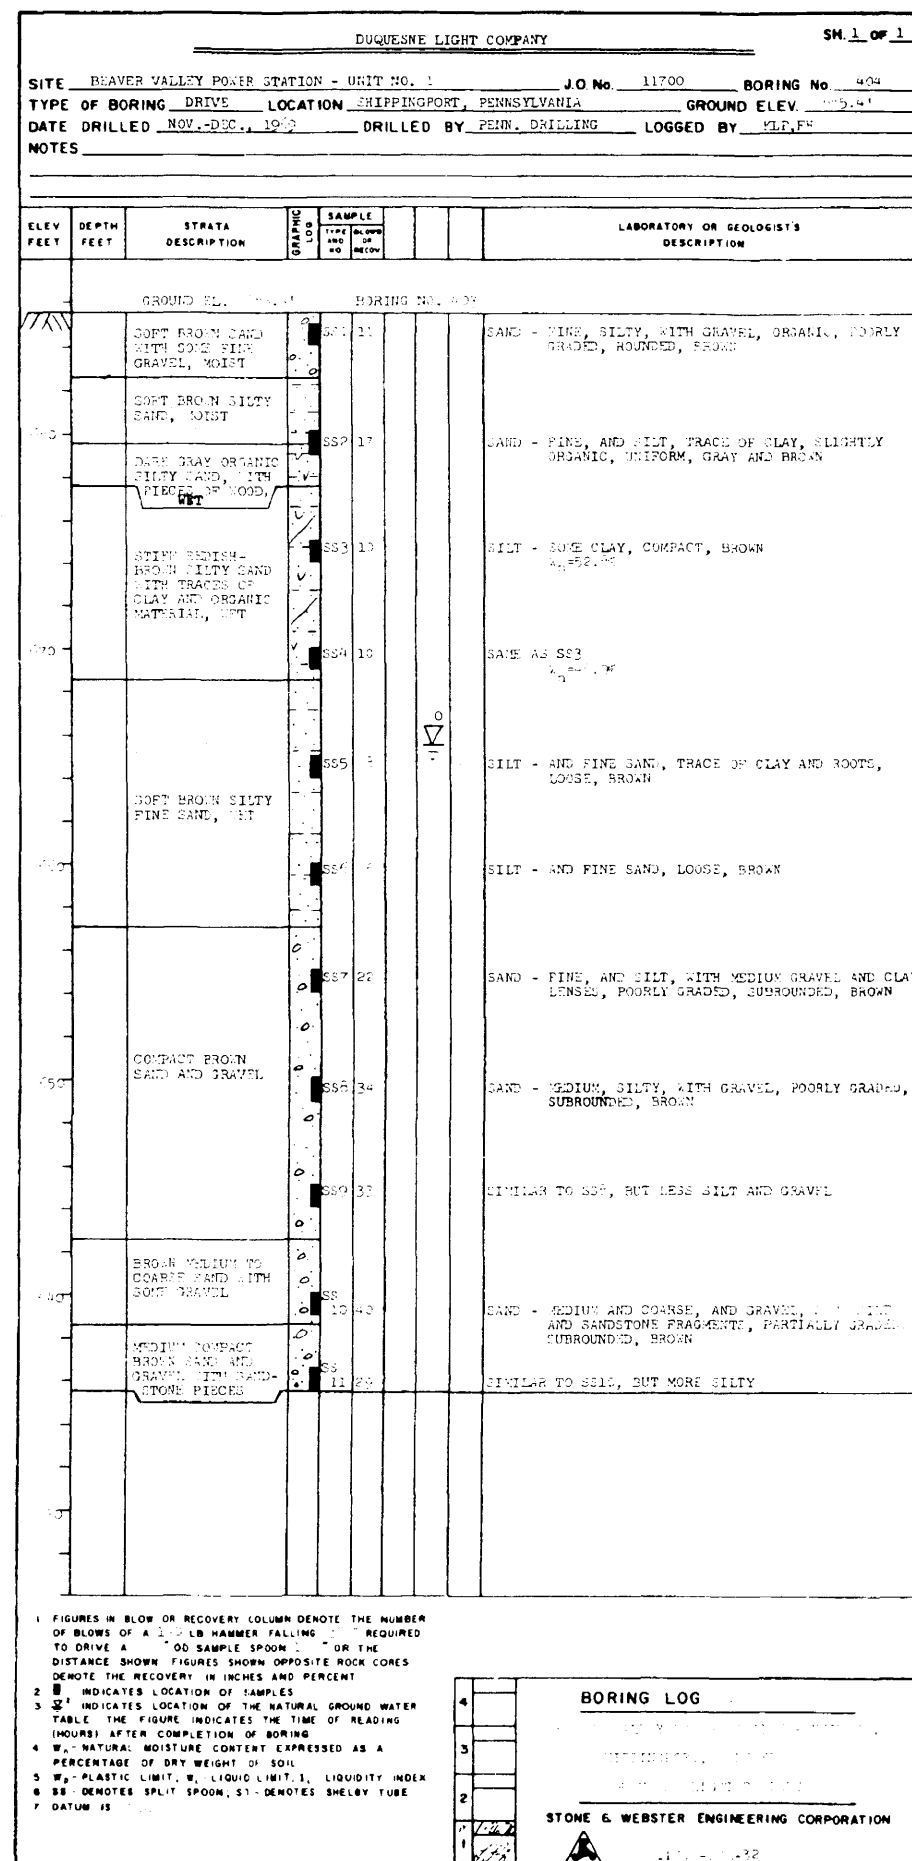 DUQUESNE LIGHT COMPANY
SH. 1 OF 1
SITE BEAVER VALLEY POWER STATION - UNIT NO. 1 J.O. No. 11700 BORING No. 404
TYPE OF BORING DRIVE LOCATION SHIPPINGPORT, PENNSYLVANIA GROUND ELEV.
DATE DRILLED NOV.-DEC., DRILLED BY PENN. DRILLING LOGGED BY
NOTES
ELEV FEET
DEPTH FEET
STRATA DESCRIPTION
GRAPHIC LOG
SAMPLE
TYPE AND NO
BLOWS OR RECOV
LABORATORY OR GEOLOGIST'S DESCRIPTION
GROUND EL. BORING NO.
SOFT BROWN SAND
WITH SOME FINE
GRAVEL, MOIST
SS1 11
SAND - FINE, SILTY, WITH GRAVEL, ORGANIC, POORLY
GRADED, ROUNDED, BROWN
SOFT BROWN SILTY
SAND, MOIST
SS2 17
SAND - FINE, AND SILT, TRACE OF CLAY, SLIGHTLY
ORGANIC, UNIFORM, GRAY AND BROWN
DARK GRAY ORGANIC
SILTY SAND, WITH
PIECES OF WOOD,
WET
SS3
SILT - SOME CLAY, COMPACT, BROWN
STIFF REDISH-
BROWN SILTY SAND
WITH TRACES OF
CLAY AND ORGANIC
MATERIAL, WET
SS4
SAME AS SS3
0
SS5
SILT - AND FINE SAND, TRACE OF CLAY AND ROOTS,
LOOSE, BROWN
SOFT BROWN SILTY
FINE SAND, WET
SS6
SILT - AND FINE SAND, LOOSE, BROWN
SS7 22
SAND - FINE, AND SILT, WITH MEDIUM GRAVEL AND CLAY
LENSES, POORLY GRADED, SUBROUNDED, BROWN
COMPACT BROWN
SAND AND GRAVEL
650
SS8 34
SAND - MEDIUM, SILTY, WITH GRAVEL, POORLY GRADED,
SUBROUNDED, BROWN
SS9
SIMILAR TO SS8, BUT LESS SILT AND GRAVEL
BROWN MEDIUM TO
COARSE SAND WITH
SOME GRAVEL
SS
10 40
SAND - MEDIUM AND COARSE, AND GRAVEL,
AND SANDSTONE FRAGMENTS, PARTIALLY GRADED,
SUBROUNDED, BROWN
MEDIUM COMPACT
BROWN SAND AND
GRAVEL WITH SAND-
STONE PIECES
SS
11
SIMILAR TO SS10, BUT MORE SILTY
1 FIGURES IN BLOW OR RECOVERY COLUMN DENOTE THE NUMBER
OF BLOWS OF A LB HAMMER FALLING REQUIRED
TO DRIVE A " OD SAMPLE SPOON " OR THE
DISTANCE SHOWN FIGURES SHOWN OPPOSITE ROCK CORES
DENOTE THE RECOVERY IN INCHES AND PERCENT
2 INDICATES LOCATION OF SAMPLES
3 INDICATES LOCATION OF THE NATURAL GROUND WATER
TABLE THE FIGURE INDICATES THE TIME OF READING
(HOURS) AFTER COMPLETION OF BORING
4 Wn - NATURAL MOISTURE CONTENT EXPRESSED AS A
PERCENTAGE OF DRY WEIGHT OF SOIL
5 Wp - PLASTIC LIMIT, WL - LIQUID LIMIT, IL LIQUIDITY INDEX
6 SS - DENOTES SPLIT SPOON, ST - DENOTES SHELBY TUBE
7 DATUM IS
4
3
2
1
BORING LOG
STONE & WEBSTER ENGINEERING CORPORATION